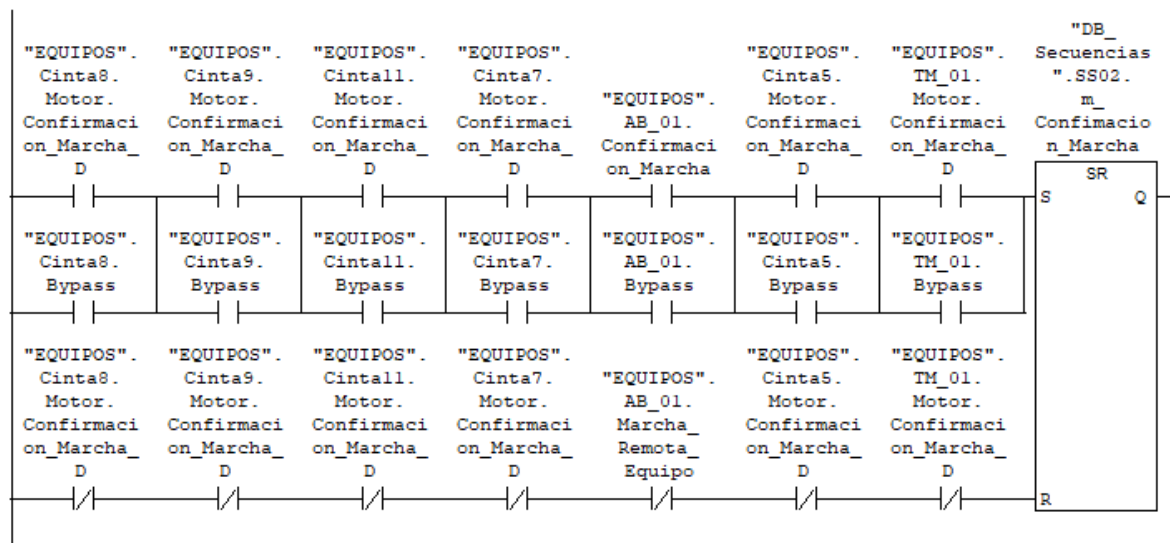 "DB_
"EQUIPOS". "EQUIPOS". "EQUIPOS". "EQUIPOS". "EQUIPOS". "EQUIPOS". Secuencias
Cinta8. Cinta9. Cinta11. Cinta7. Cinta5. TM_01. ".SS02.
Motor. Motor. Motor. Motor. "EQUIPOS". Motor. Motor. m_
Confirmaci Confirmaci Confirmaci Confirmaci AB_01. Confirmaci Confirmaci Confimacio
on_Marcha_ on_Marcha_ on_Marcha_ on_Marcha_ Confirmaci on_Marcha_ on_Marcha_ n_Marcha
D D D D on_Marcha D D SR
S Q
"EQUIPOS". "EQUIPOS". "EQUIPOS". "EQUIPOS". "EQUIPOS". "EQUIPOS". "EQUIPOS".
Cinta8. Cinta9. Cinta11. Cinta7. AB_01. Cinta5. TM_01.
Bypass Bypass Bypass Bypass Bypass Bypass Bypass
"EQUIPOS". "EQUIPOS". "EQUIPOS". "EQUIPOS". "EQUIPOS". "EQUIPOS".
Cinta8. Cinta9. Cinta11. Cinta7. "EQUIPOS". Cinta5. TM_01.
Motor. Motor. Motor. Motor. AB_01. Motor. Motor.
Confirmaci Confirmaci Confirmaci Confirmaci Marcha_ Confirmaci Confirmaci
on_Marcha_ on_Marcha_ on_Marcha_ on_Marcha_ Remota_ on_Marcha_ on_Marcha_
D D D D Equipo D D
R